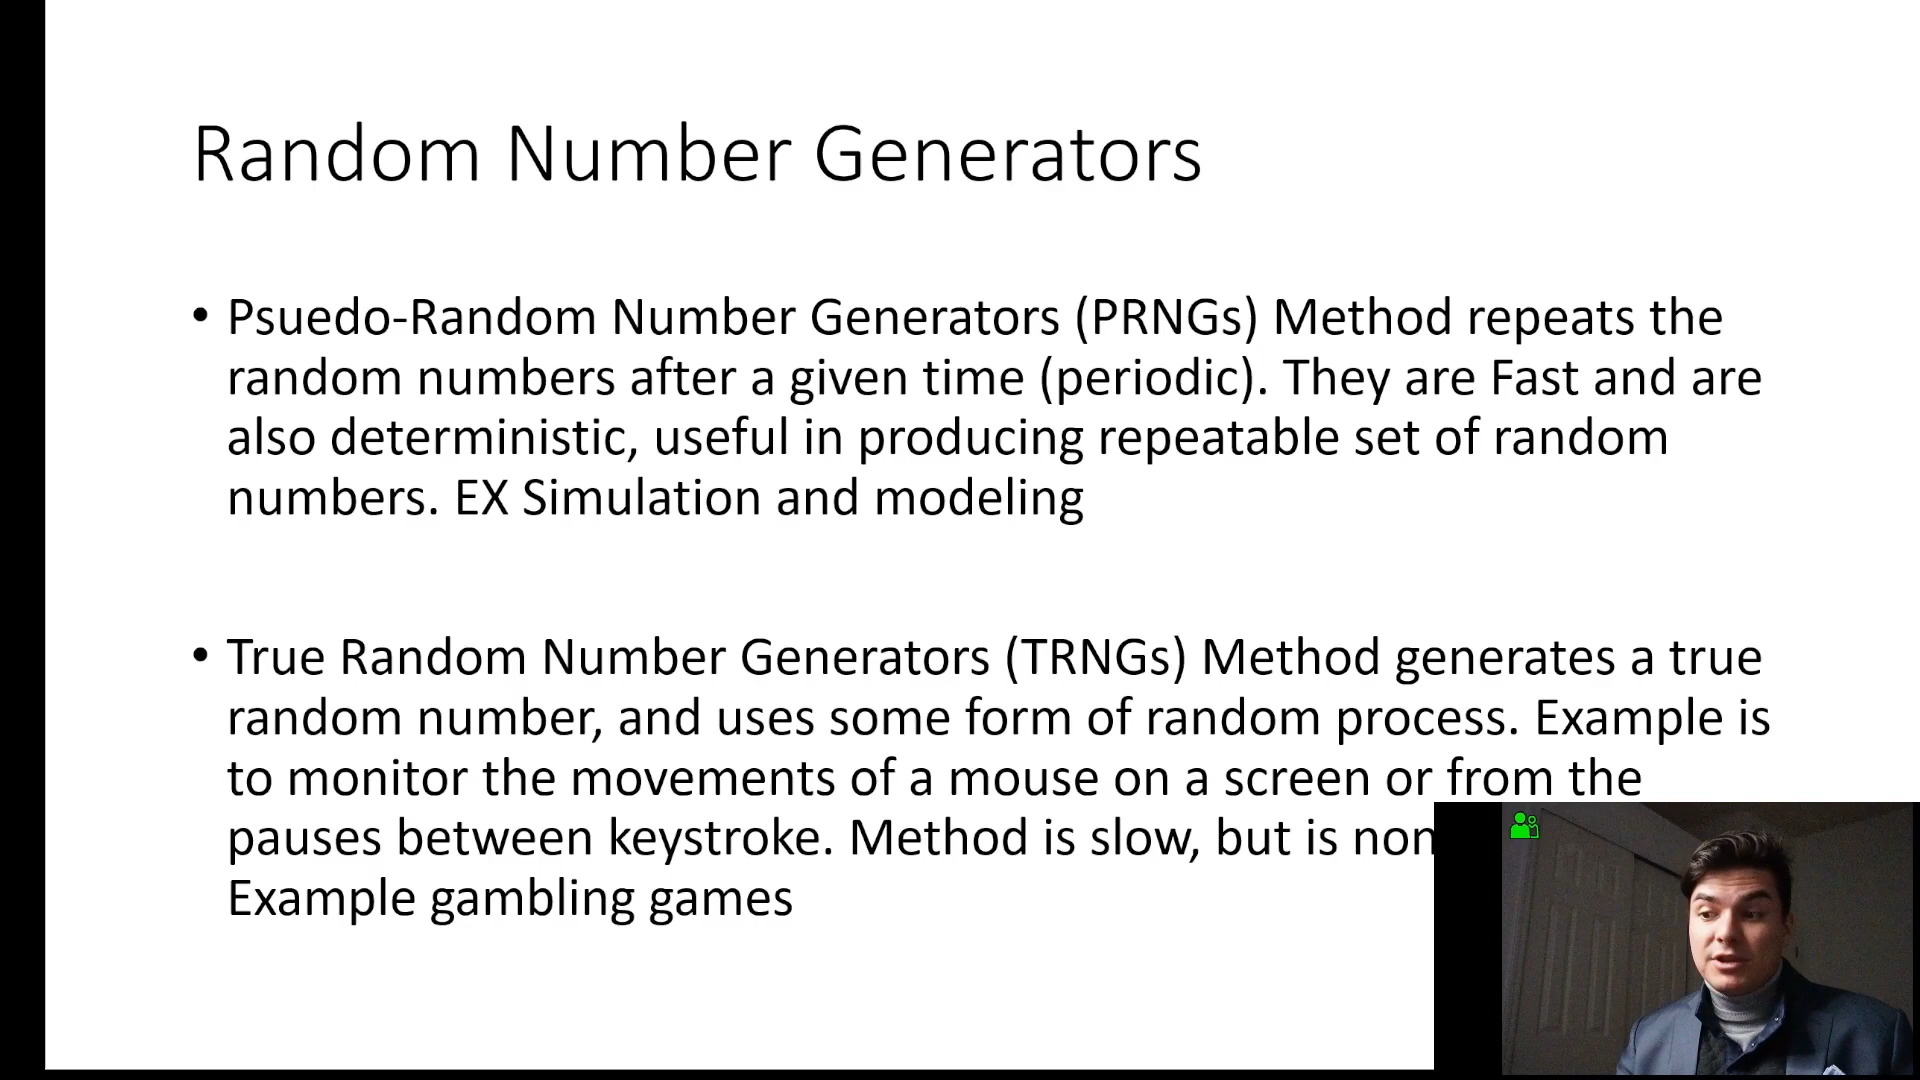 Random Number Generators
• Psuedo-Random Number Generators (PRNGs) Method repeats the
random numbers after a given time (periodic). They are Fast and are
also deterministic, useful in producing repeatable set of random
numbers. EX Simulation and modeling
• True Random Number Generators (TRNGs) Method generates a true
random number, and uses some form of random process. Example is
to monitor the movements of a mouse on a screen or from the
pauses between keystroke. Method is slow, but is non
Example gambling games